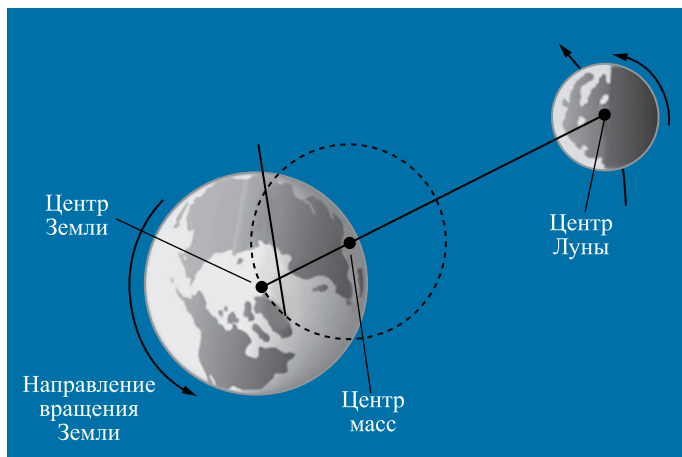 Центр
Земли
Центр
Луны
Направление
вращения
Земли
Центр
масс